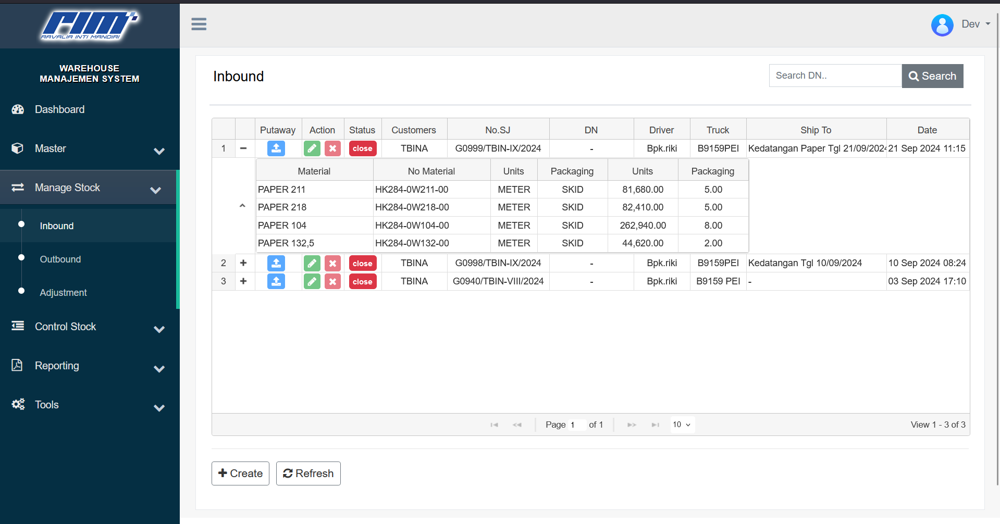 RIM
RAVALIA INTI MANDIRI
WAREHOUSE
MANAJEMEN SYSTEM
Dashboard
Master
Manage Stock
Inbound
Outbound
Adjustment
Control Stock
Reporting
Tools
Dev
Inbound
Search DN..
Search
Putaway Action Status Customers No.SJ DN Driver Truck Ship To Date
1 close TBINA G0999/TBIN-IX/2024 - Bpk.riki B9159PEI Kedatangan Paper Tgl 21/09/2024 21 Sep 2024 11:15
Material No Material Units Packaging Units Packaging
PAPER 211 HK284-0W211-00 METER SKID 81,680.00 5.00
PAPER 218 HK284-0W218-00 METER SKID 82,410.00 5.00
PAPER 104 HK284-0W104-00 METER SKID 262,940.00 8.00
PAPER 132,5 HK284-0W132-00 METER SKID 44,620.00 2.00
2 close TBINA G0998/TBIN-IX/2024 - Bpk.riki B9159PEI Kedatangan Tgl 10/09/2024 10 Sep 2024 08:24
3 close TBINA G0940/TBIN-VIII/2024 - Bpk.riki B9159 PEI - 03 Sep 2024 17:10
Page 1 of 1 10 View 1 - 3 of 3
Create Refresh